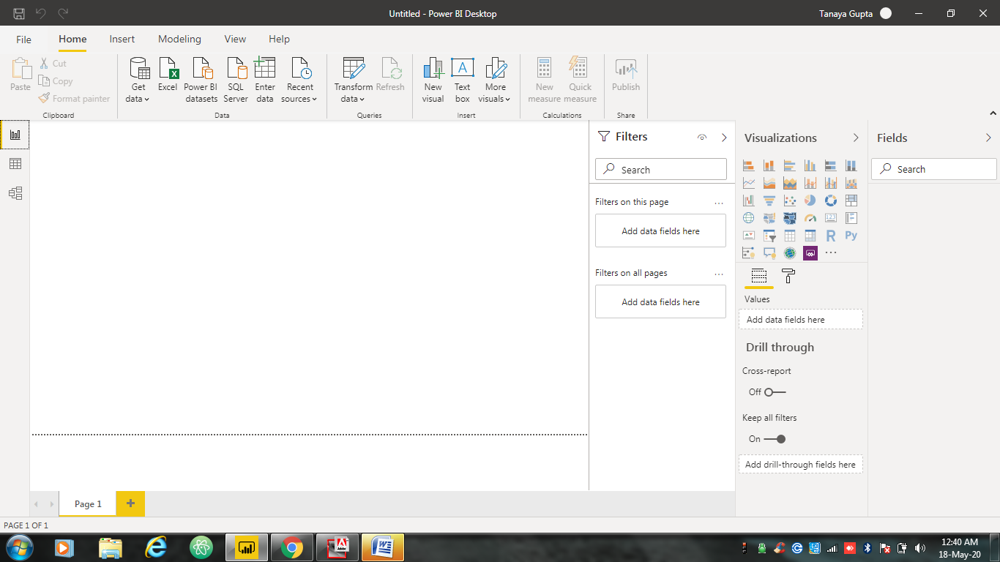 Untitled - Power BI Desktop
Tanaya Gupta
File Home Insert Modeling View Help
Paste
Cut
Copy
Format painter
Clipboard
Get data
Excel
Power BI datasets
SQL Server
Enter data
Recent sources
Data
Transform data
Refresh
Queries
New visual
Text box
More visuals
Insert
New measure
Quick measure
Calculations
Publish
Share
Filters
Search
Filters on this page ...
Add data fields here
Filters on all pages ...
Add data fields here
Visualizations
123
R
Py
...
Values
Add data fields here
Drill through
Cross-report
Off
Keep all filters
On
Add drill-through fields here
Fields
Search
Page 1
+
PAGE 1 OF 1
Adobe
W
12:40 AM
18-May-20